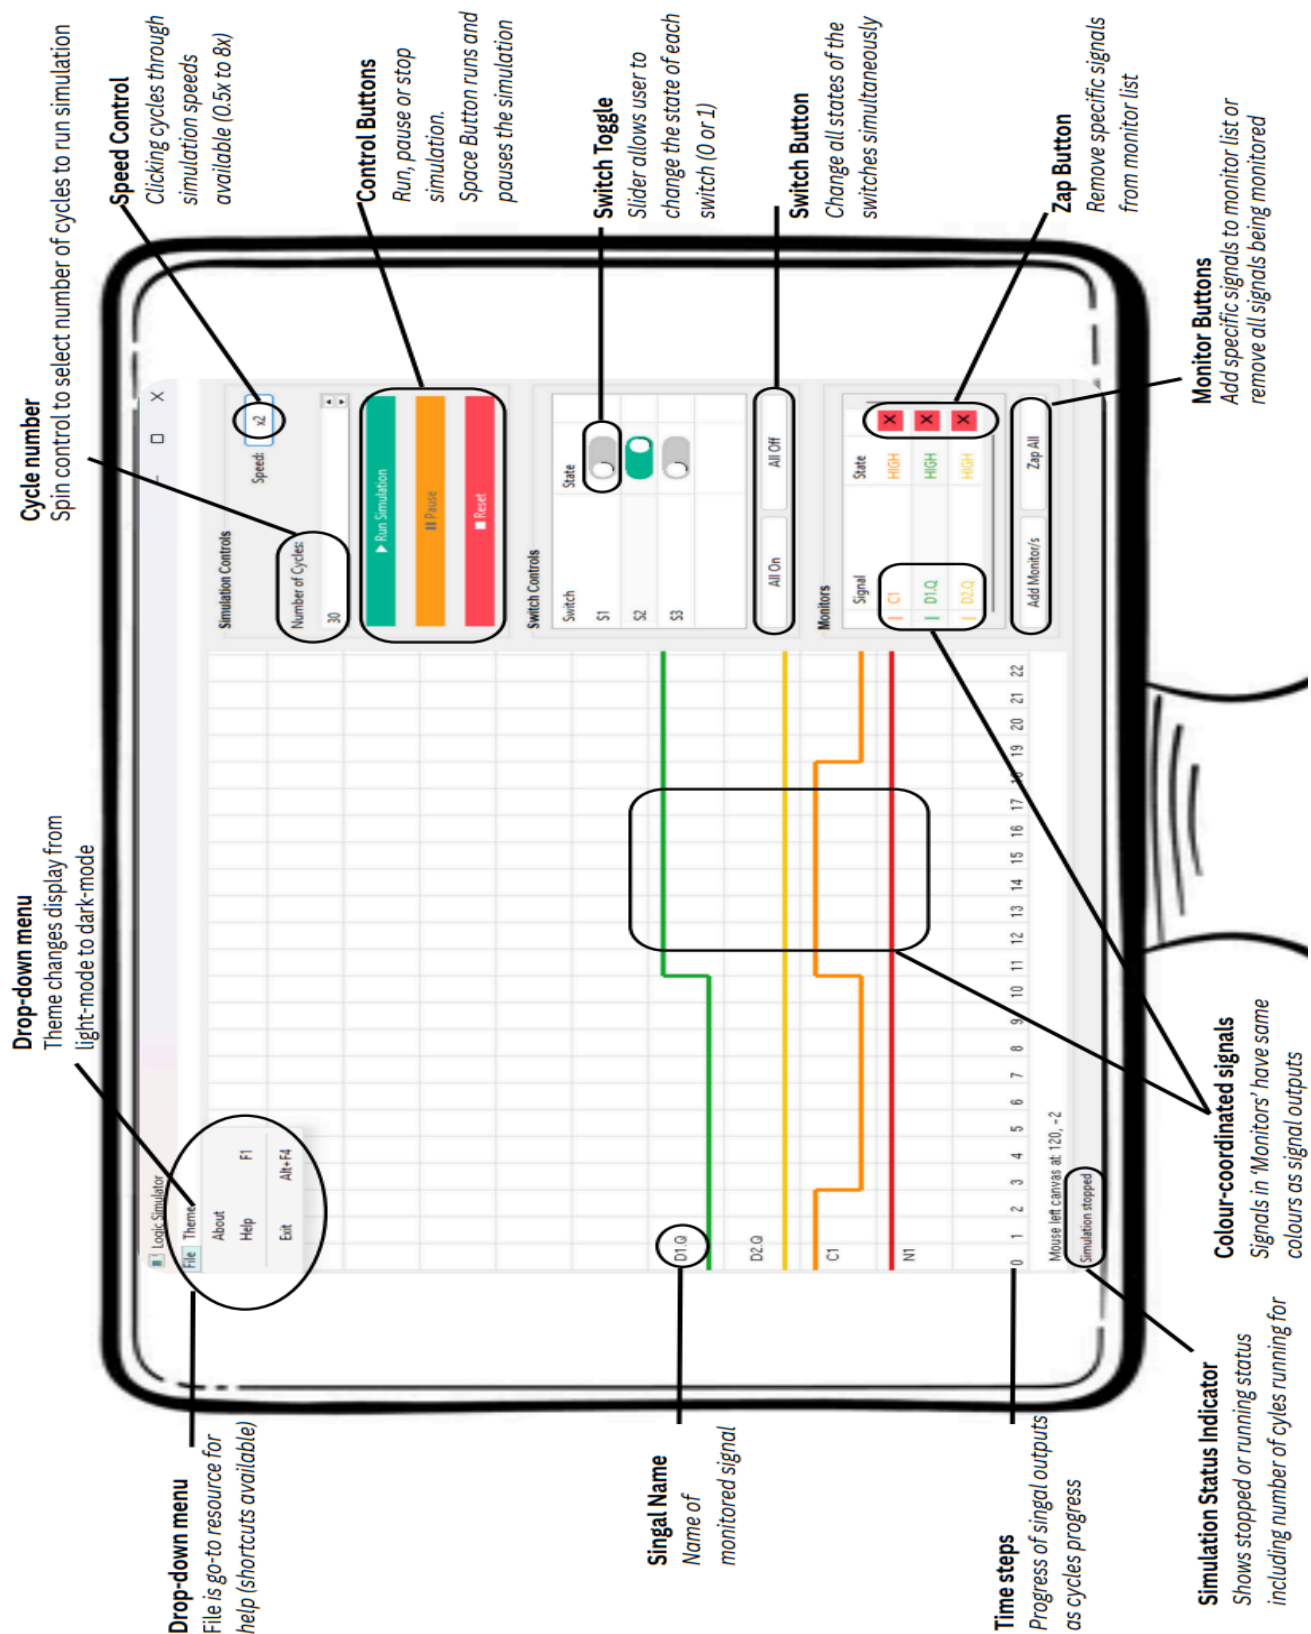 Drop-down menu
File is go-to resource for
help (shortcuts available)
Drop-down menu
Theme changes display from
light-mode to dark-mode
Cycle number
Spin control to select number of cycles to run simulation
Speed Control
Clicking cycles through
simulation speeds
available (0.5x to 8x)
Control Buttons
Run, pause or stop
simulation.
Space Button runs and
pauses the simulation
Switch Toggle
Slider allows user to
change the state of each
switch (0 or 1)
Switch Button
Change all states of the
switches simultaneously
Zap Button
Remove specific signals
from monitor list
Monitor Buttons
Add specific signals to monitor list or
remove all signals being monitored
Singal Name
Name of
monitored signal
Time steps
Progress of singal outputs
as cycles progress
Simulation Status Indicator
Shows stopped or running status
including number of cyles running for
Colour-coordinated signals
Signals in 'Monitors' have same
colours as signal outputs
Logic Simulator
File Theme
About
Help F1
Exit Alt+F4
D1.Q
D2.Q
C1
N1
0 1 2 3 4 5 6 7 8 9 10 11 12 13 14 15 16 17 18 19 20 21 22
Mouse left canvas at: 120, -2
Simulation stopped
Simulation Controls
Speed: x2
Number of Cycles:
30
Run Simulation
Pause
Reset
Switch Controls
Switch State
S1
S2
S3
All On All Off
Monitors
Signal State
C1 HIGH X
D1.Q HIGH X
D2.Q HIGH X
Add Monitor/s Zap All